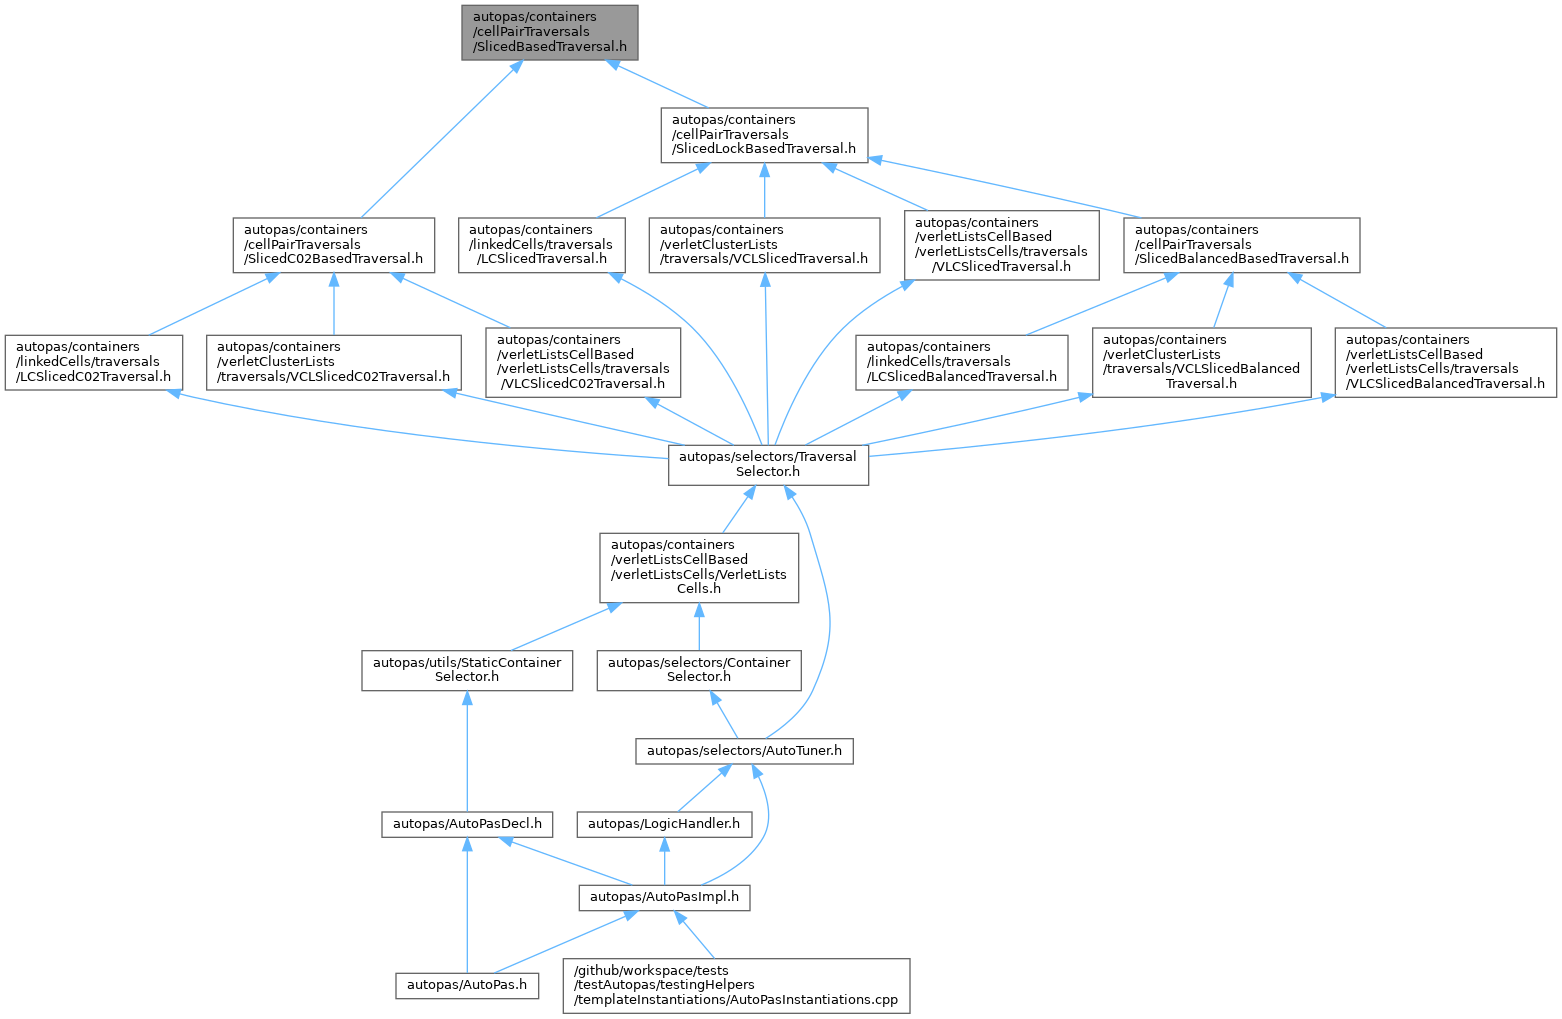 autopas/containers
/cellPairTraversals
/SlicedBasedTraversal.h
autopas/containers
/cellPairTraversals
/SlicedLockBasedTraversal.h
autopas/containers
/cellPairTraversals
/SlicedC02BasedTraversal.h
autopas/containers
/linkedCells/traversals
/LCSlicedTraversal.h
autopas/containers
/verletClusterLists
/traversals/VCLSlicedTraversal.h
autopas/containers
/verletListsCellBased
/verletListsCells/traversals
/VLCSlicedTraversal.h
autopas/containers
/cellPairTraversals
/SlicedBalancedBasedTraversal.h
autopas/containers
/linkedCells/traversals
/LCSlicedC02Traversal.h
autopas/containers
/verletClusterLists
/traversals/VCLSlicedC02Traversal.h
autopas/containers
/verletListsCellBased
/verletListsCells/traversals
/VLCSlicedC02Traversal.h
autopas/containers
/linkedCells/traversals
/LCSlicedBalancedTraversal.h
autopas/containers
/verletClusterLists
/traversals/VCLSlicedBalanced
Traversal.h
autopas/containers
/verletListsCellBased
/verletListsCells/traversals
/VLCSlicedBalancedTraversal.h
autopas/selectors/Traversal
Selector.h
autopas/containers
/verletListsCellBased
/verletListsCells/VerletLists
Cells.h
autopas/utils/StaticContainer
Selector.h
autopas/selectors/Container
Selector.h
autopas/selectors/AutoTuner.h
autopas/AutoPasDecl.h
autopas/LogicHandler.h
autopas/AutoPasImpl.h
autopas/AutoPas.h
/github/workspace/tests
/testAutopas/testingHelpers
/templateInstantiations/AutoPasInstantiations.cpp